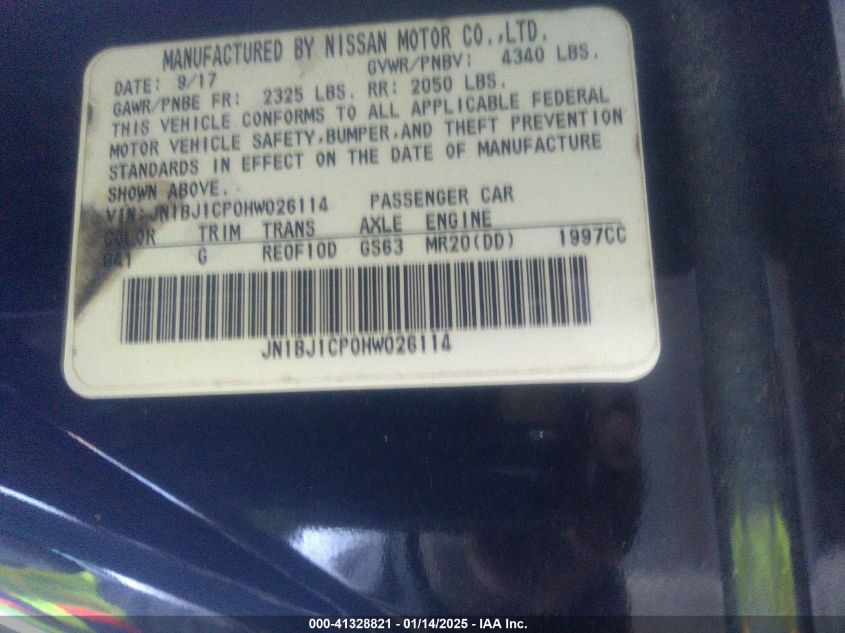 MANUFACTURED BY NISSAN MOTOR CO.,LTD.
DATE: 9/17 GVWR/PNBV: 4340 LBS.
GAWR/PNBE FR: 2325 LBS. RR: 2050 LBS.
THIS VEHICLE CONFORMS TO ALL APPLICABLE FEDERAL
MOTOR VEHICLE SAFETY,BUMPER,AND THEFT PREVENTION
STANDARDS IN EFFECT ON THE DATE OF MANUFACTURE
SHOWN ABOVE.
VIN:JN1BJ1CP0HW026114 PASSENGER CAR
COLOR TRIM TRANS AXLE ENGINE
G41 G RE0F10D GS63 MR20(DD) 1997CC
JN1BJ1CP0HW026114
000-41328821 - 01/14/2025 - IAA Inc.